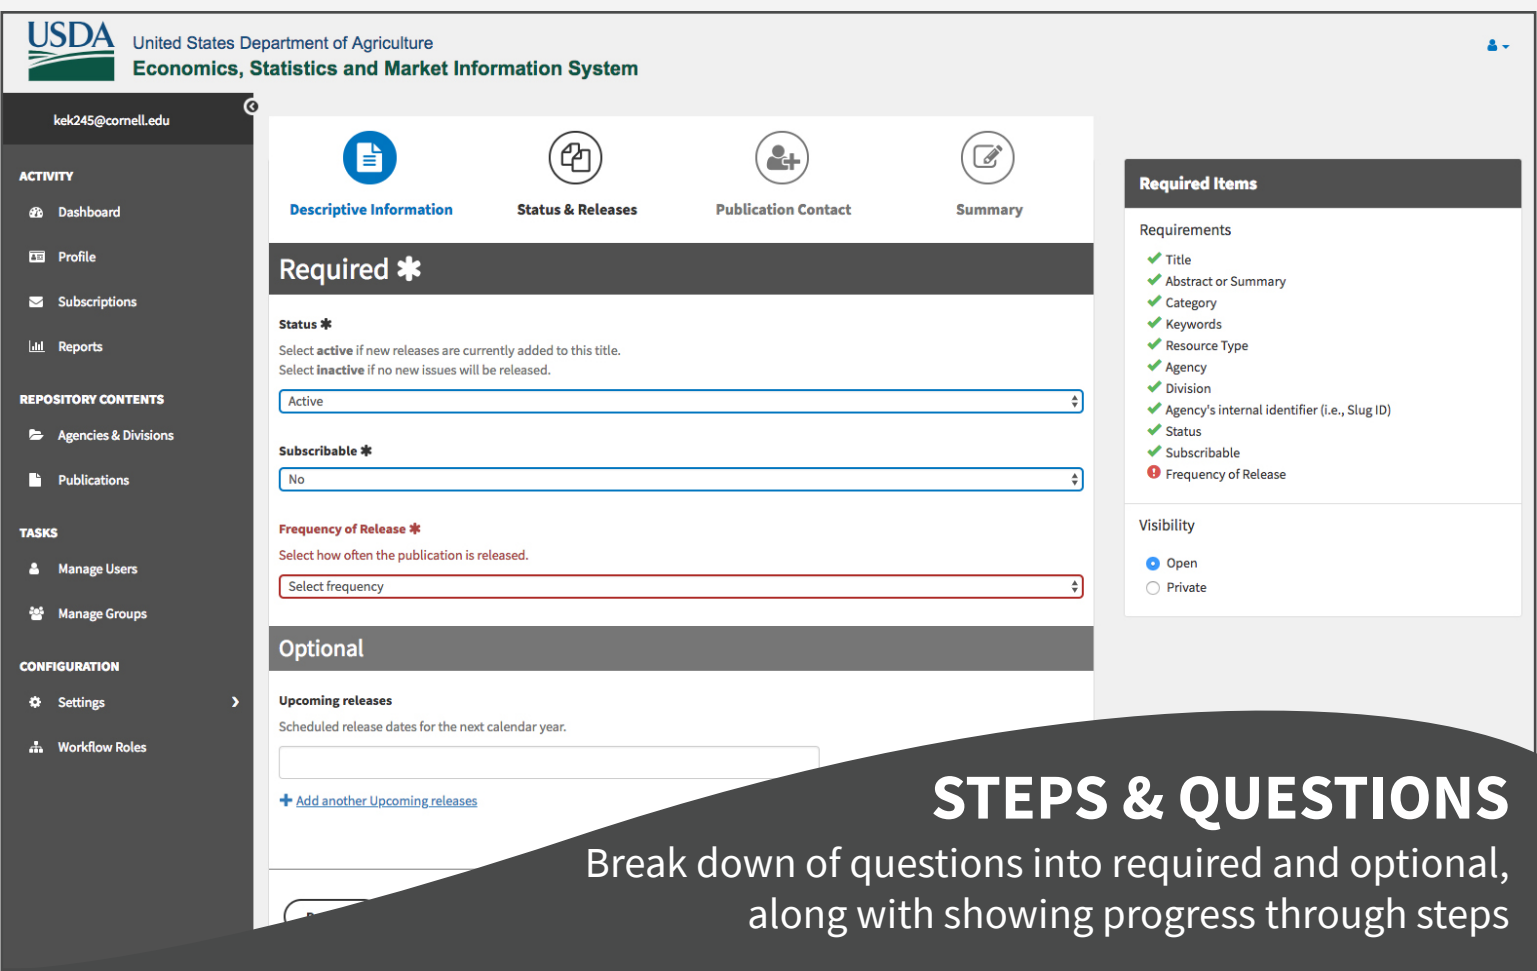 USDA
United States Department of Agriculture
Economics, Statistics and Market Information System
kek245@cornell.edu
ACTIVITY
Dashboard
Profile
Subscriptions
Reports
REPOSITORY CONTENTS
Agencies & Divisions
Publications
TASKS
Manage Users
Manage Groups
CONFIGURATION
Settings
Workflow Roles
Descriptive Information
Status & Releases
Publication Contact
Summary
Required ✱
Status ✱
Select active if new releases are currently added to this title.
Select inactive if no new issues will be released.
Active
Subscribable ✱
No
Frequency of Release ✱
Select how often the publication is released.
Select frequency
Optional
Upcoming releases
Scheduled release dates for the next calendar year.
Add another Upcoming releases
Required Items
Requirements
Title
Abstract or Summary
Category
Keywords
Resource Type
Agency
Division
Agency's internal identifier (i.e., Slug ID)
Status
Subscribable
Frequency of Release
Visibility
Open
Private
STEPS & QUESTIONS
Break down of questions into required and optional,
along with showing progress through steps